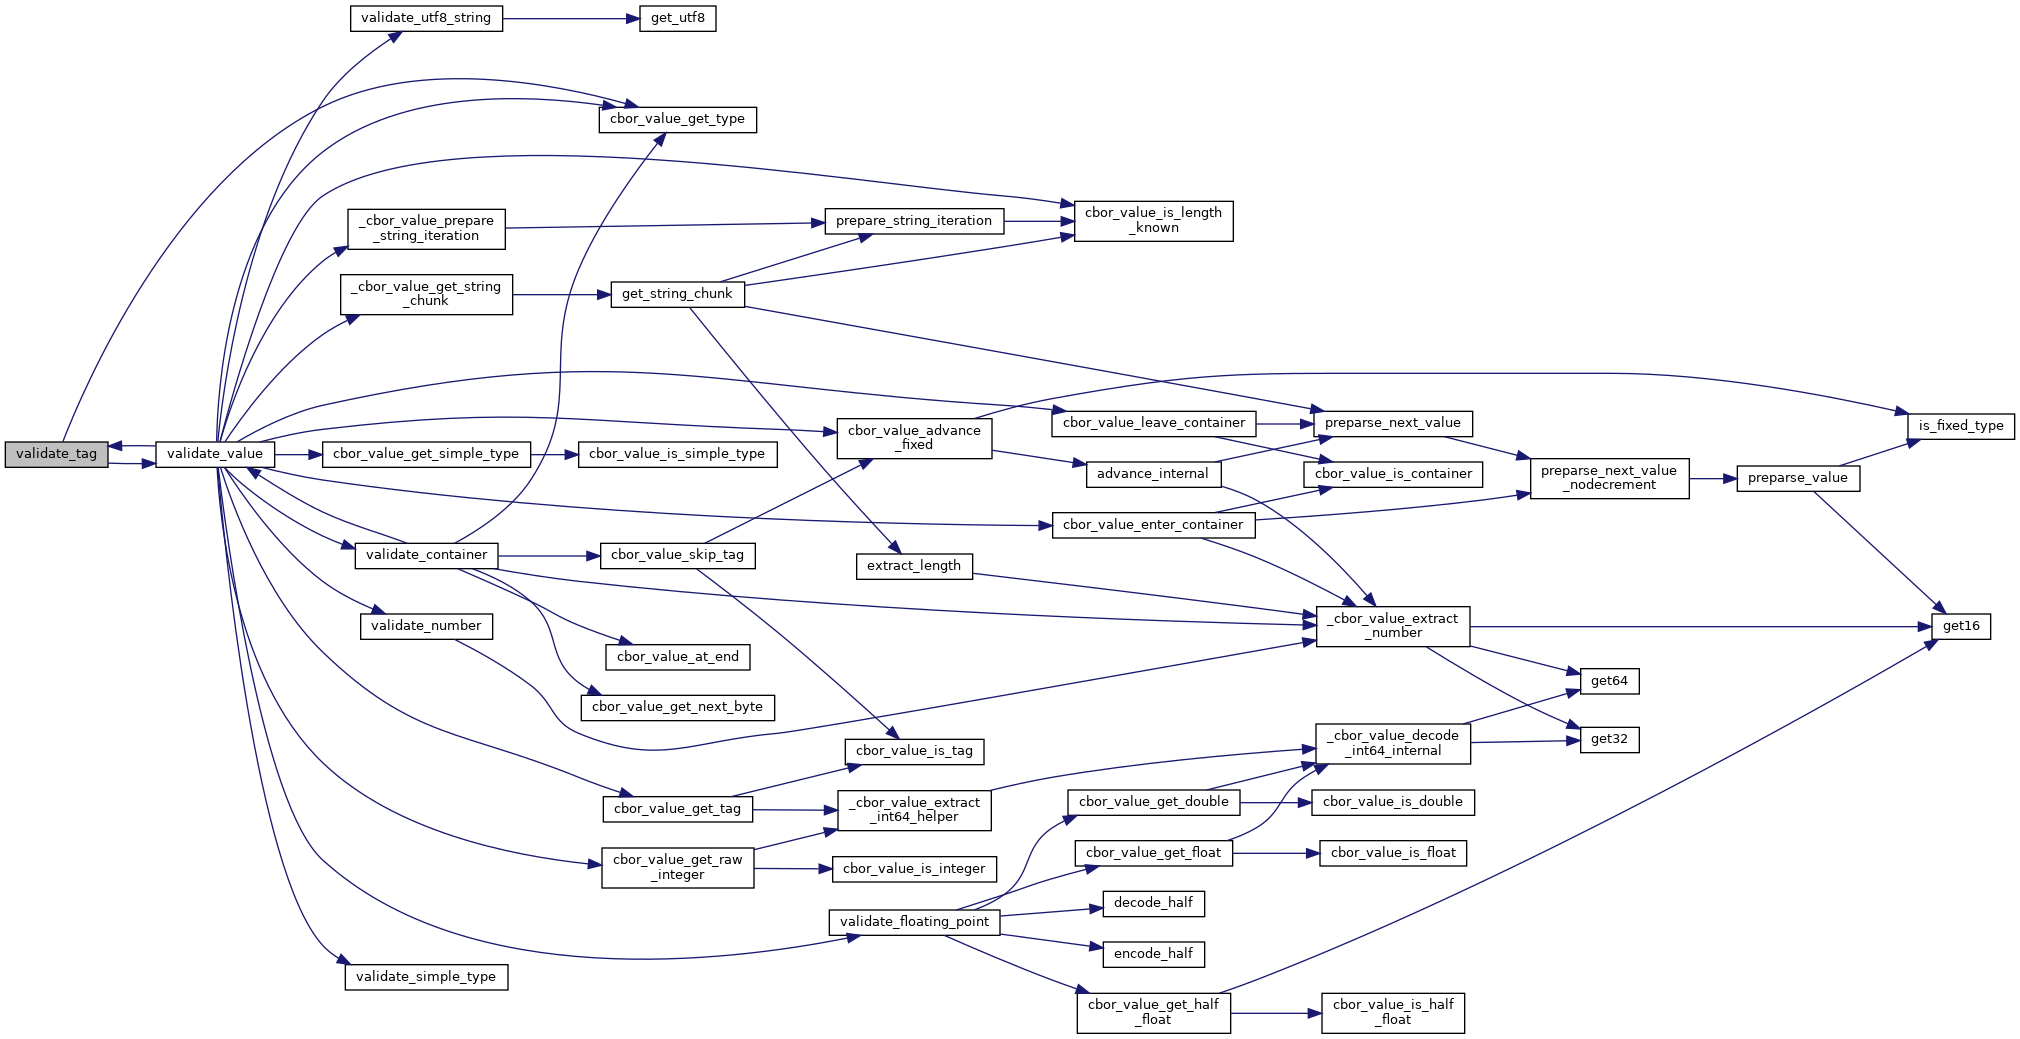 validate_utf8_string
get_utf8
cbor_value_get_type
_cbor_value_prepare
_string_iteration
prepare_string_iteration
cbor_value_is_length
_known
_cbor_value_get_string
_chunk
get_string_chunk
validate_tag
validate_value
cbor_value_get_simple_type
cbor_value_is_simple_type
cbor_value_advance
_fixed
cbor_value_leave_container
preparse_next_value
is_fixed_type
advance_internal
cbor_value_is_container
preparse_next_value
_nodecrement
preparse_value
cbor_value_enter_container
validate_container
cbor_value_skip_tag
extract_length
validate_number
_cbor_value_extract
_number
get16
cbor_value_at_end
get64
cbor_value_get_next_byte
get32
_cbor_value_decode
_int64_internal
cbor_value_is_tag
cbor_value_get_tag
_cbor_value_extract
_int64_helper
cbor_value_get_double
cbor_value_is_double
cbor_value_get_raw
_integer
cbor_value_is_integer
cbor_value_get_float
cbor_value_is_float
decode_half
validate_floating_point
encode_half
validate_simple_type
cbor_value_get_half
_float
cbor_value_is_half
_float